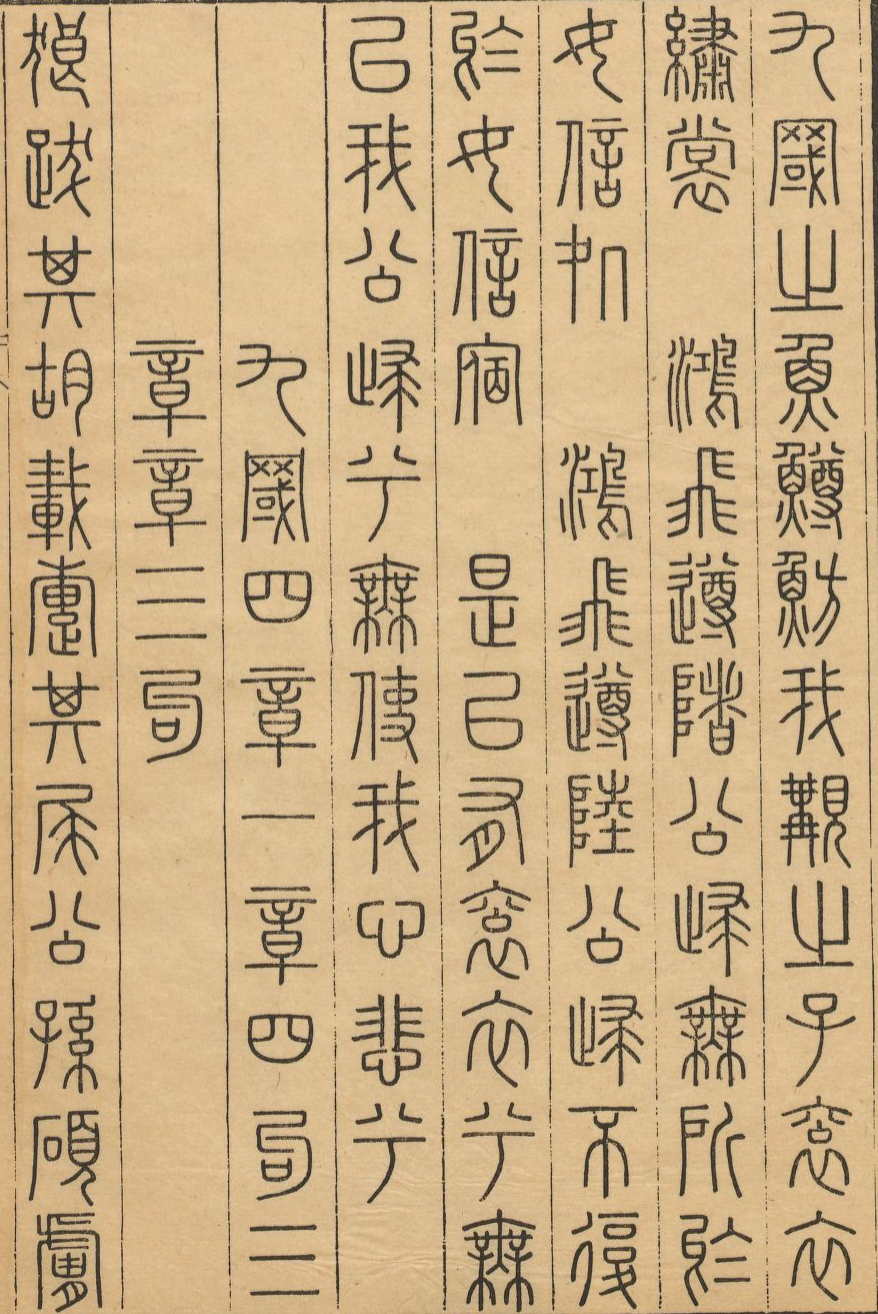 九罭之魚鱒魴我覯之子袞衣
繡裳　鴻飛遵陼公歸無所於
女信処　鴻飛遵陸公歸不復
於女信宿　是以有袞衣兮無
以我公歸兮無使我心悲兮
九罭四章一章四句三
章章三句
狼跋其胡載疐其尾公孫碩膚